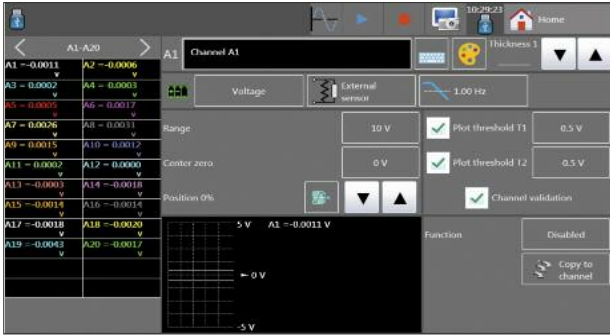 10:29:23
Home
A1-A20
A1 =-0.0011 v
A2 =-0.0006 v
A3 = 0.0002 v
A4 = 0.0003 v
A5 = 0.0005 v
A6 = 0.0017 v
A7 = 0.0026 v
A8 = 0.0031 v
A9 = 0.0015 v
A10 = 0.0012 v
A11 = 0.0002 v
A12 = 0.0000 v
A13 =-0.0003 v
A14 =-0.0018 v
A15 =-0.0014 v
A16 =-0.0014 v
A17 =-0.0018 v
A18 =-0.0020 v
A19 =-0.0043 v
A20 =-0.0017 v
A1
Channel A1
Thickness 1
Voltage
External
sensor
1.00 Hz
Range
10 V
Center zero
0 V
Position 0%
Plot threshold T1
0.5 V
Plot threshold T2
0.5 V
Channel validation
5 V
A1 =-0.0011 V
0 V
-5 V
Function
Disabled
Copy to
channel